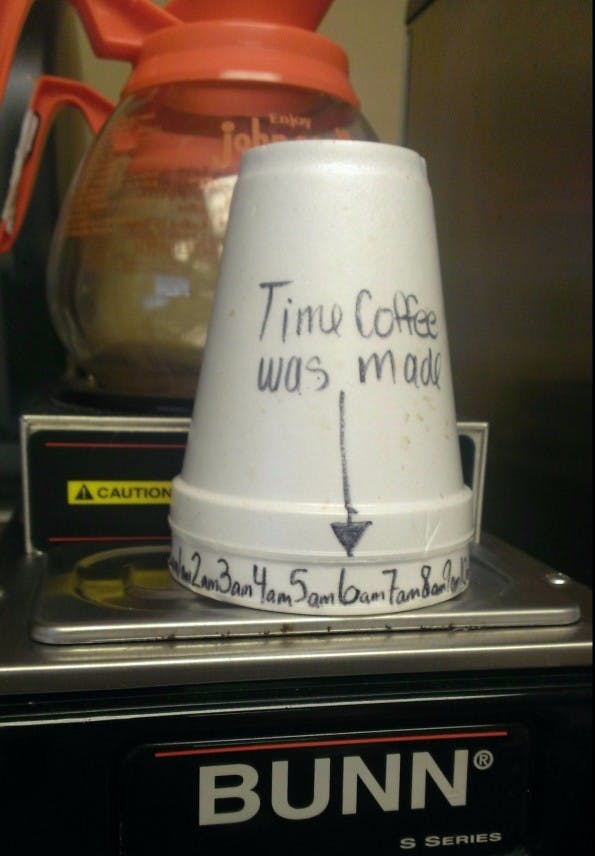 Enjoy
Time Coffee
was made
CAUTION
2am 3am 4am 5am 6am 7am 8am
BUNN®
S SERIES